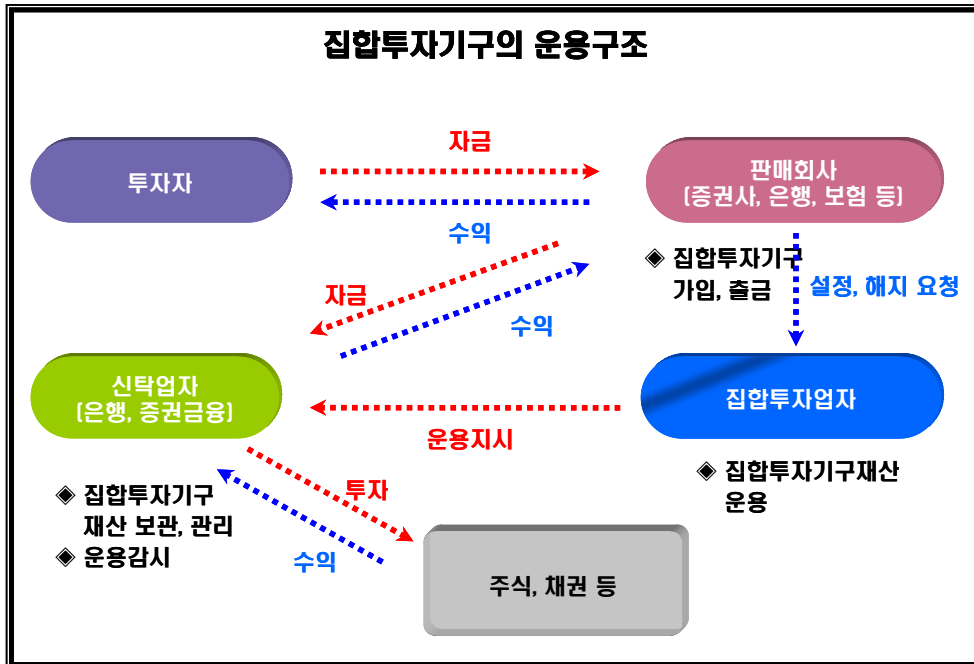 집합투자기구의 운용구조
자금
투자자
판매회사
(증권사, 은행, 보험 등)
수익
◈ 집합투자기구
가입, 출금
설정, 해지 요청
자금
수익
신탁업자
(은행, 증권금융)
집합투자업자
운용지시
◈ 집합투자기구재산
운용
◈ 집합투자기구
재산 보관, 관리
◈ 운용감시
투자
수익
주식, 채권 등